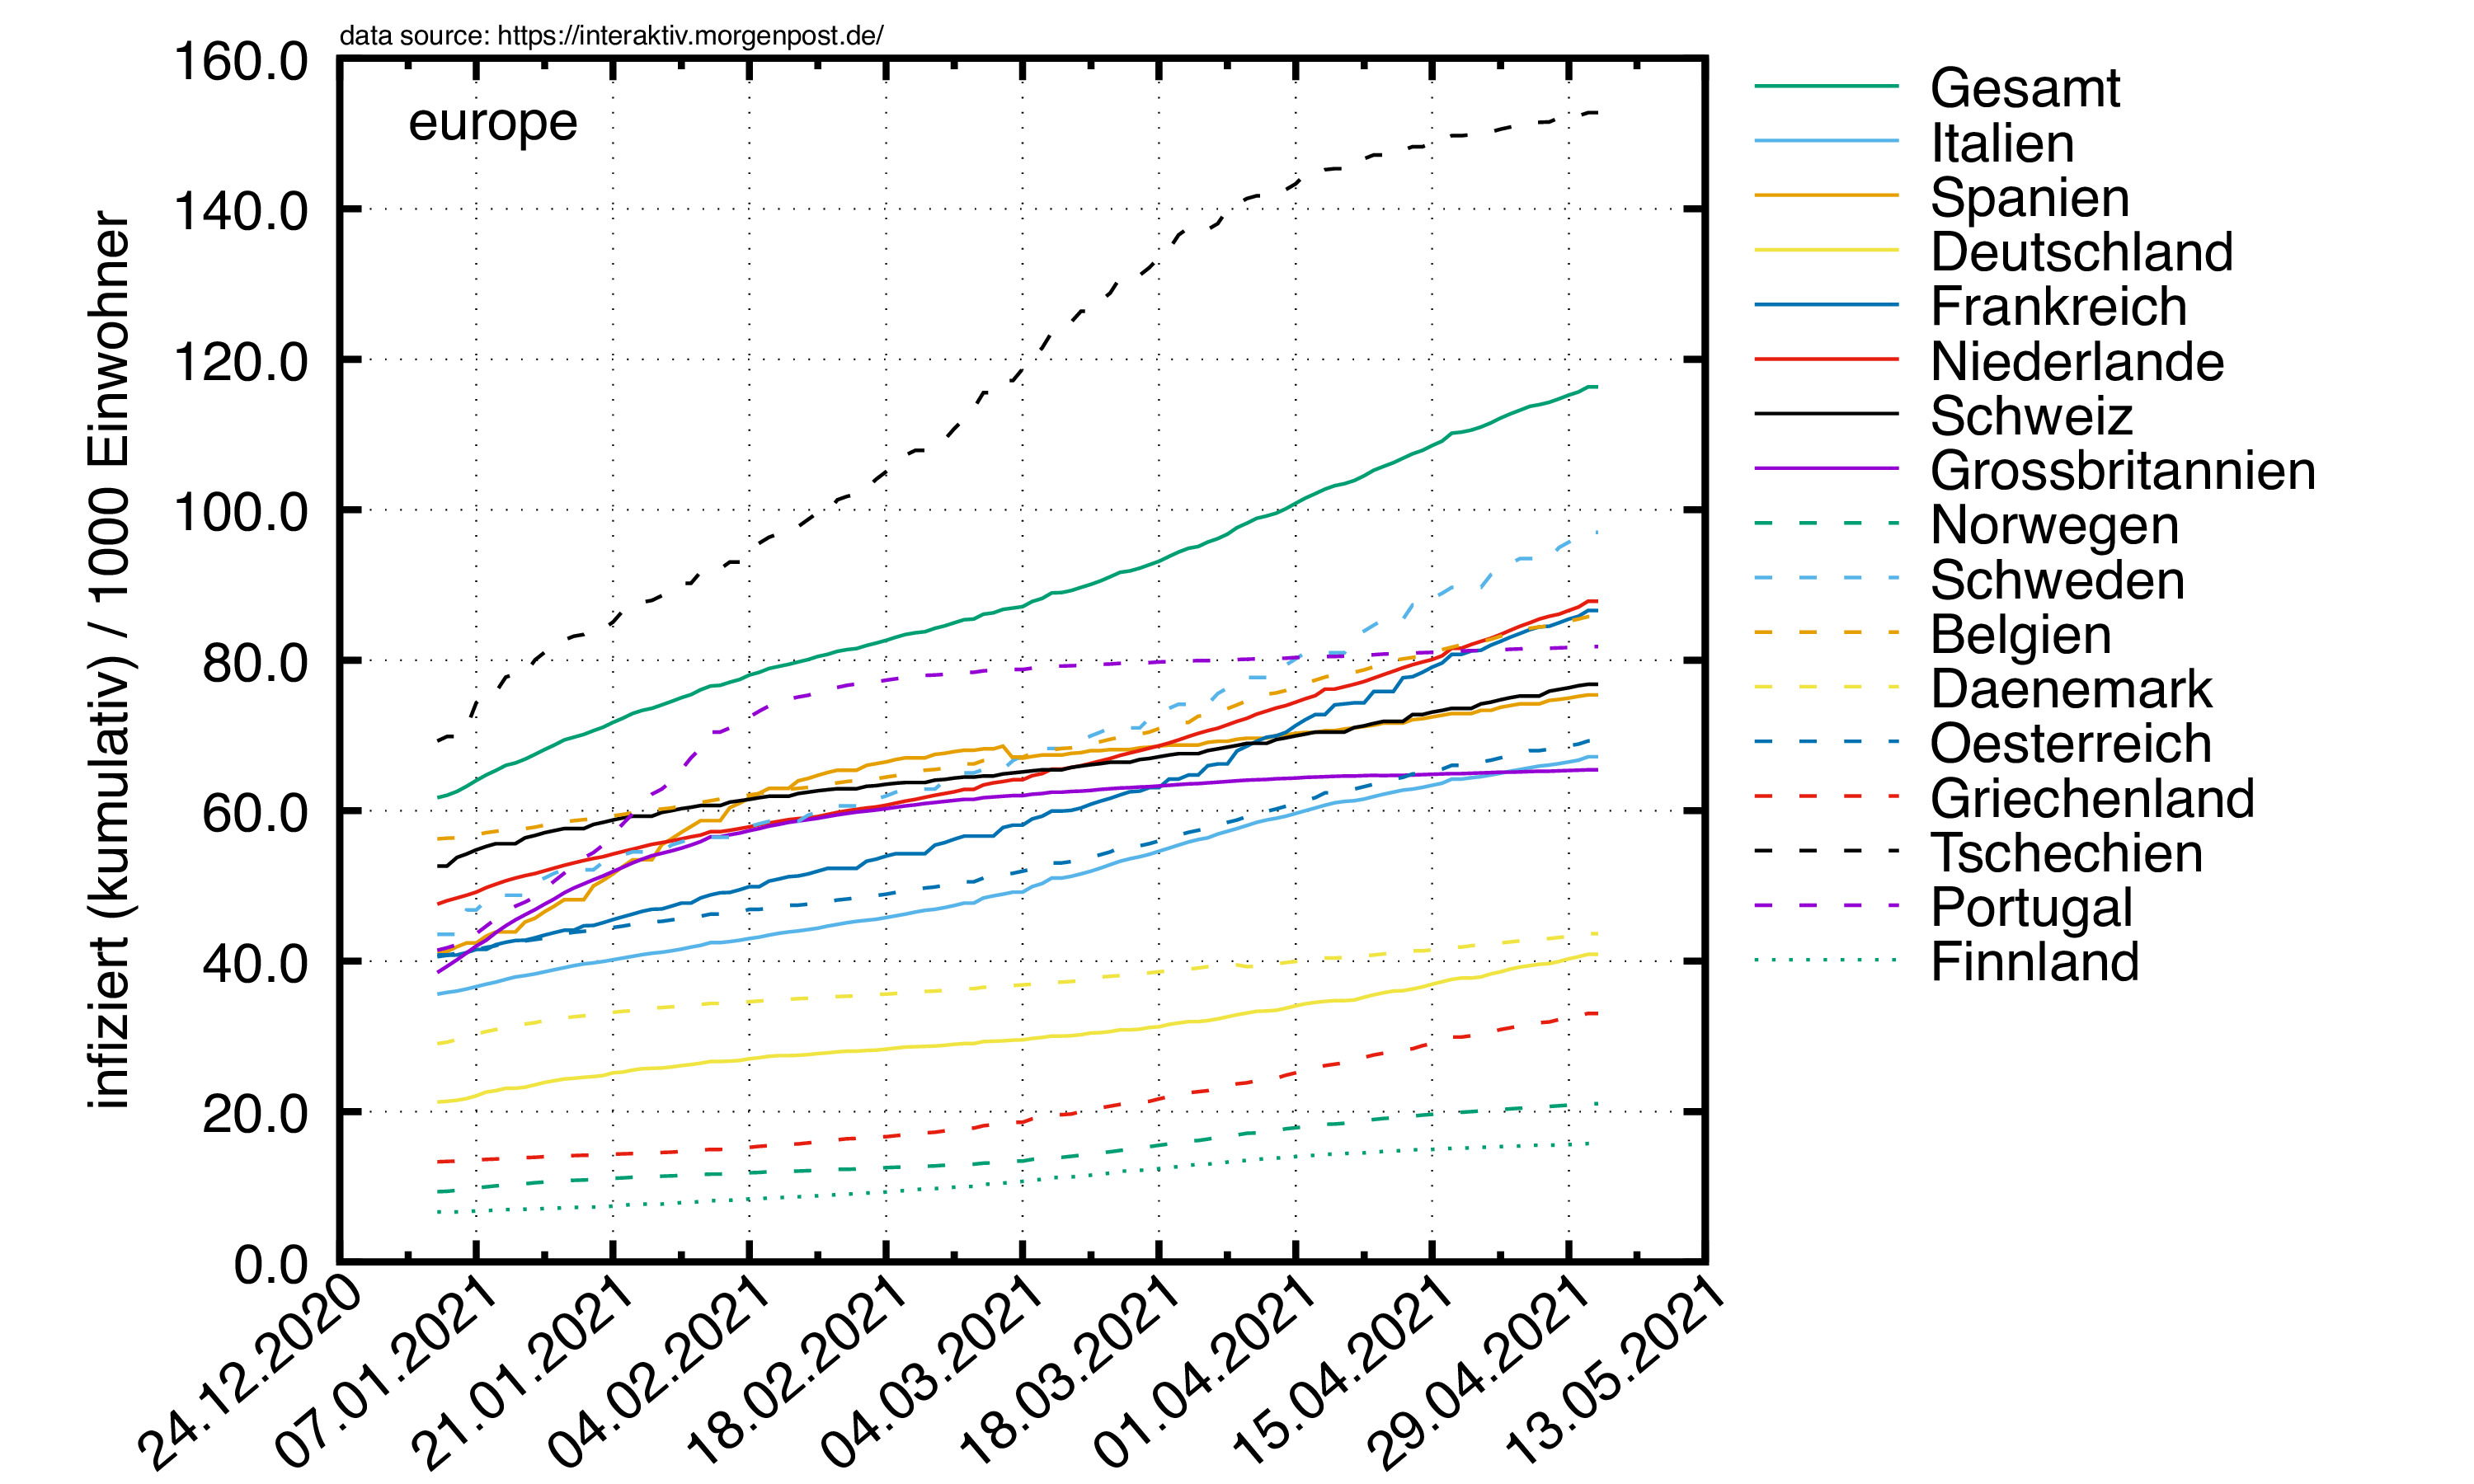 data source: https://interaktiv.morgenpost.de/
europe
infiziert (kumulativ) / 1000 Einwohner
160.0
140.0
120.0
100.0
80.0
60.0
40.0
20.0
0.0
24.12.2020
07.01.2021
21.01.2021
04.02.2021
18.02.2021
04.03.2021
18.03.2021
01.04.2021
15.04.2021
29.04.2021
13.05.2021
Gesamt
Italien
Spanien
Deutschland
Frankreich
Niederlande
Schweiz
Grossbritannien
Norwegen
Schweden
Belgien
Daenemark
Oesterreich
Griechenland
Tschechien
Portugal
Finnland